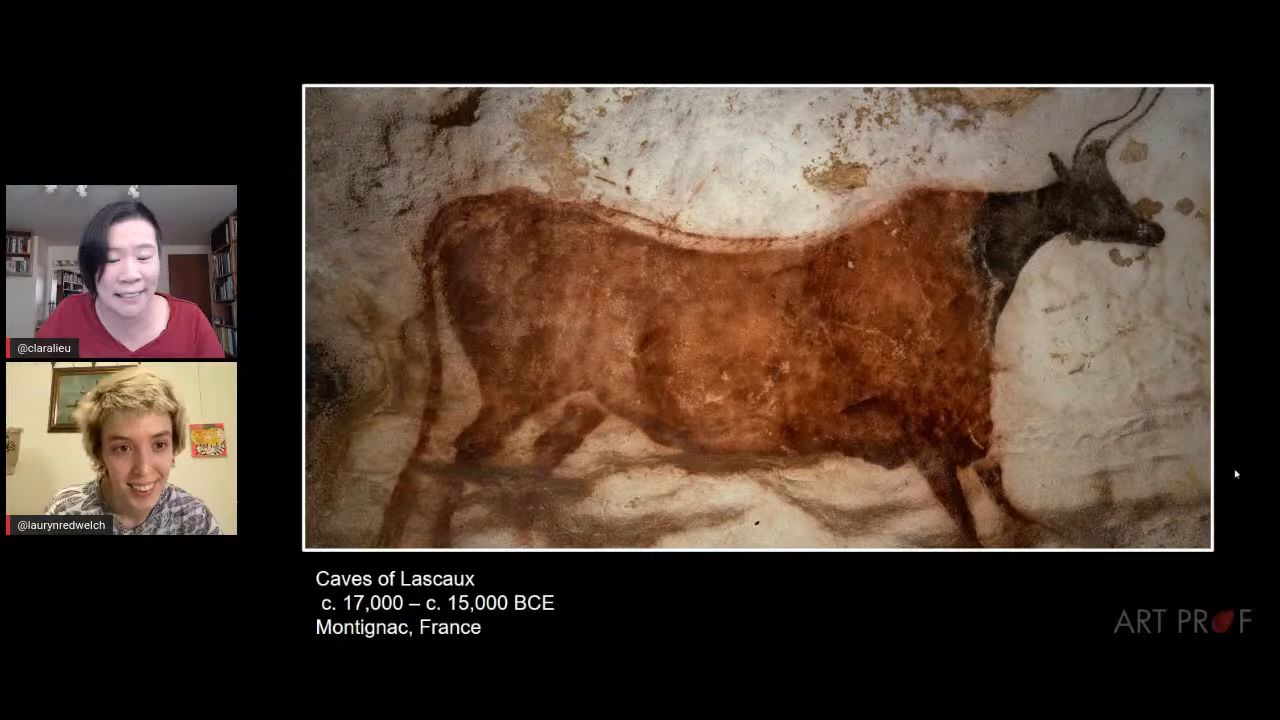 @claralieu
@laurynredwelch
Caves of Lascaux
c. 17,000 – c. 15,000 BCE
Montignac, France
ART PROF